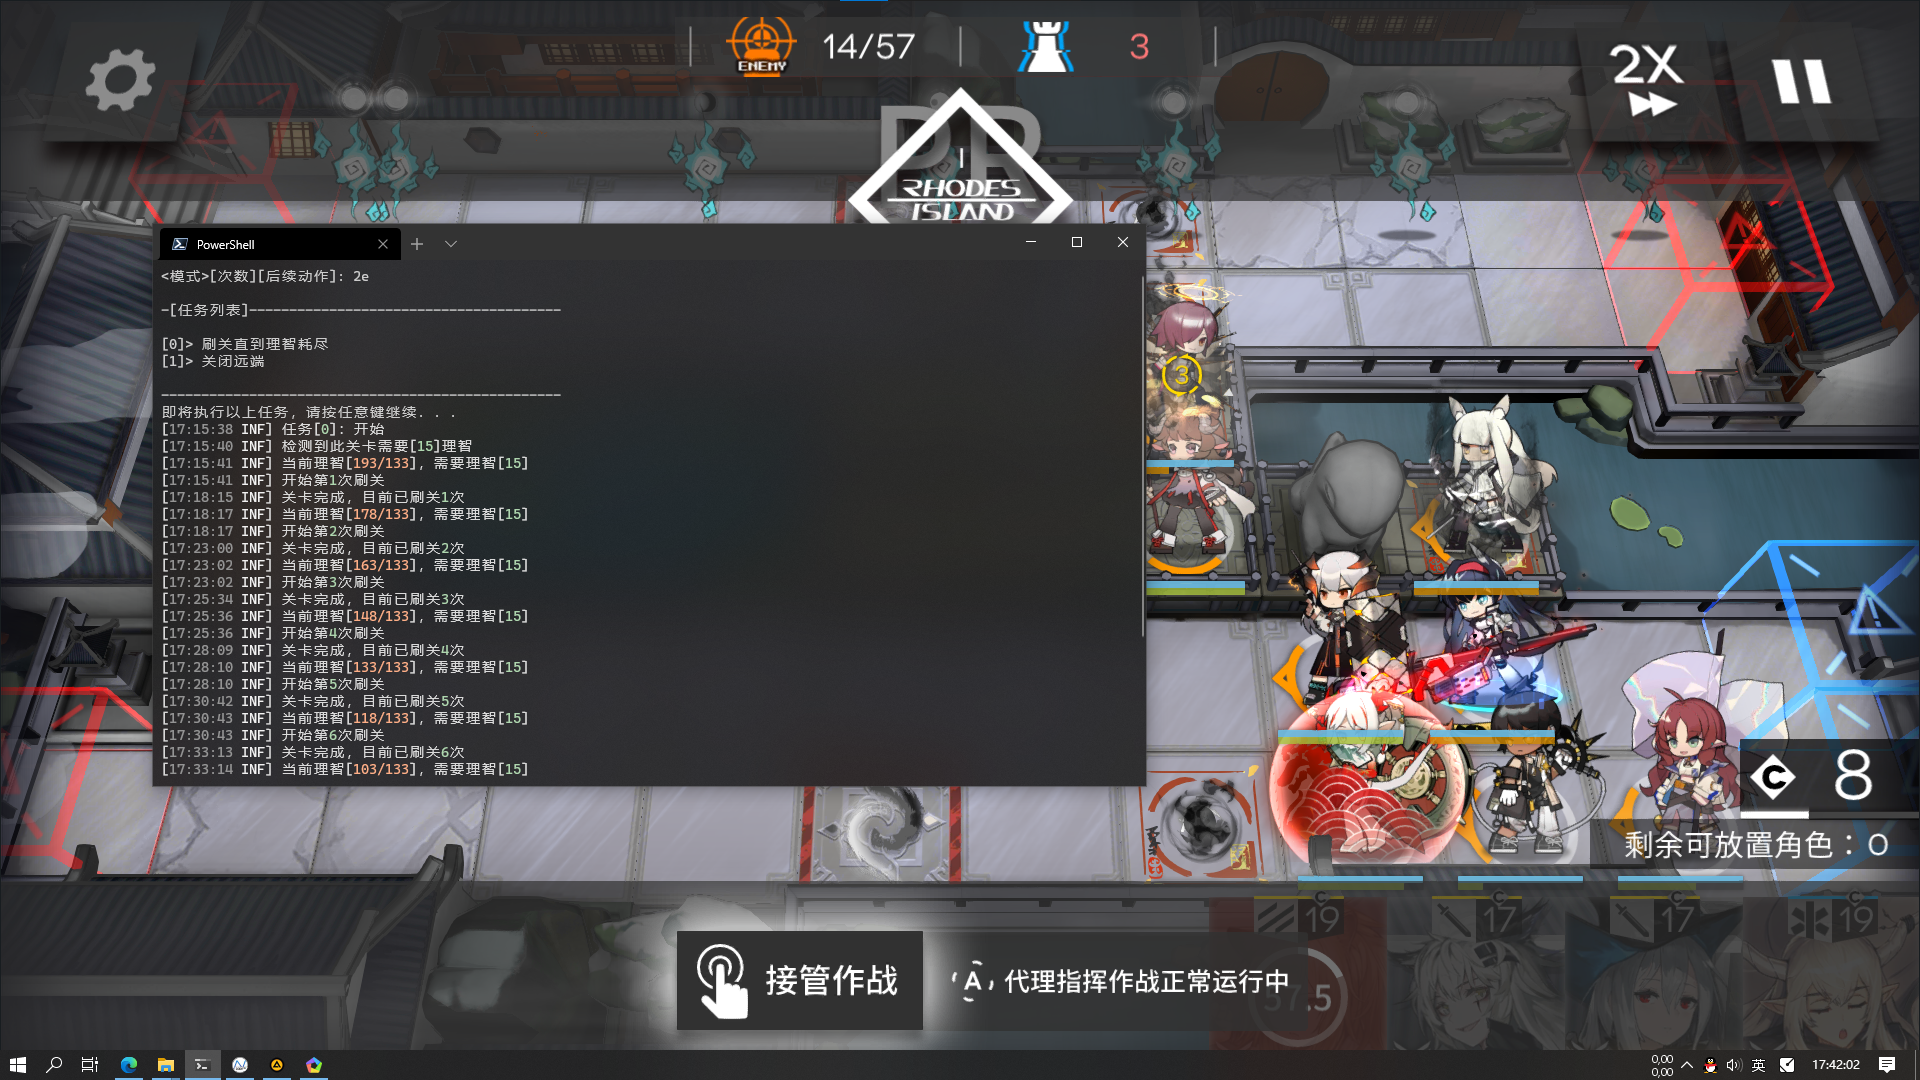 ENEMY
14/57
3
2X
RHODES
ISLAND
PowerShell
<模式>[次数][后续动作]: 2e
-[任务列表]---------------------------------------
[0]> 刷关直到理智耗尽
[1]> 关闭远端
--------------------------------------------------
即将执行以上任务, 请按任意键继续. . .
[17:15:38 INF] 任务[0]: 开始
[17:15:40 INF] 检测到此关卡需要[15]理智
[17:15:41 INF] 当前理智[193/133], 需要理智[15]
[17:15:41 INF] 开始第1次刷关
[17:18:15 INF] 关卡完成, 目前已刷关1次
[17:18:17 INF] 当前理智[178/133], 需要理智[15]
[17:18:17 INF] 开始第2次刷关
[17:23:00 INF] 关卡完成, 目前已刷关2次
[17:23:02 INF] 当前理智[163/133], 需要理智[15]
[17:23:02 INF] 开始第3次刷关
[17:25:34 INF] 关卡完成, 目前已刷关3次
[17:25:36 INF] 当前理智[148/133], 需要理智[15]
[17:25:36 INF] 开始第4次刷关
[17:28:09 INF] 关卡完成, 目前已刷关4次
[17:28:10 INF] 当前理智[133/133], 需要理智[15]
[17:28:10 INF] 开始第5次刷关
[17:30:42 INF] 关卡完成, 目前已刷关5次
[17:30:43 INF] 当前理智[118/133], 需要理智[15]
[17:30:43 INF] 开始第6次刷关
[17:33:13 INF] 关卡完成, 目前已刷关6次
[17:33:14 INF] 当前理智[103/133], 需要理智[15]
3
C 8
剩余可放置角色：0
C 19
C 17
C 17
C 19
接管作战
A 代理指挥作战正常运行中
57.5
0.00
0.00
英
17:42:02